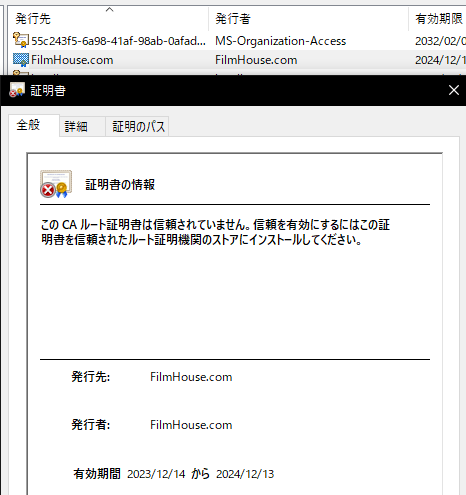 発行先 発行者 有効期限
55c243f5-6a98-41af-98ab-0afad... MS-Organization-Access 2032/02/0
FilmHouse.com FilmHouse.com 2024/12/1
証明書
全般 詳細 証明のパス
証明書の情報
この CA ルート証明書は信頼されていません。信頼を有効にするにはこの証
明書を信頼されたルート証明機関のストアにインストールしてください。
発行先: FilmHouse.com
発行者: FilmHouse.com
有効期間 2023/12/14 から 2024/12/13